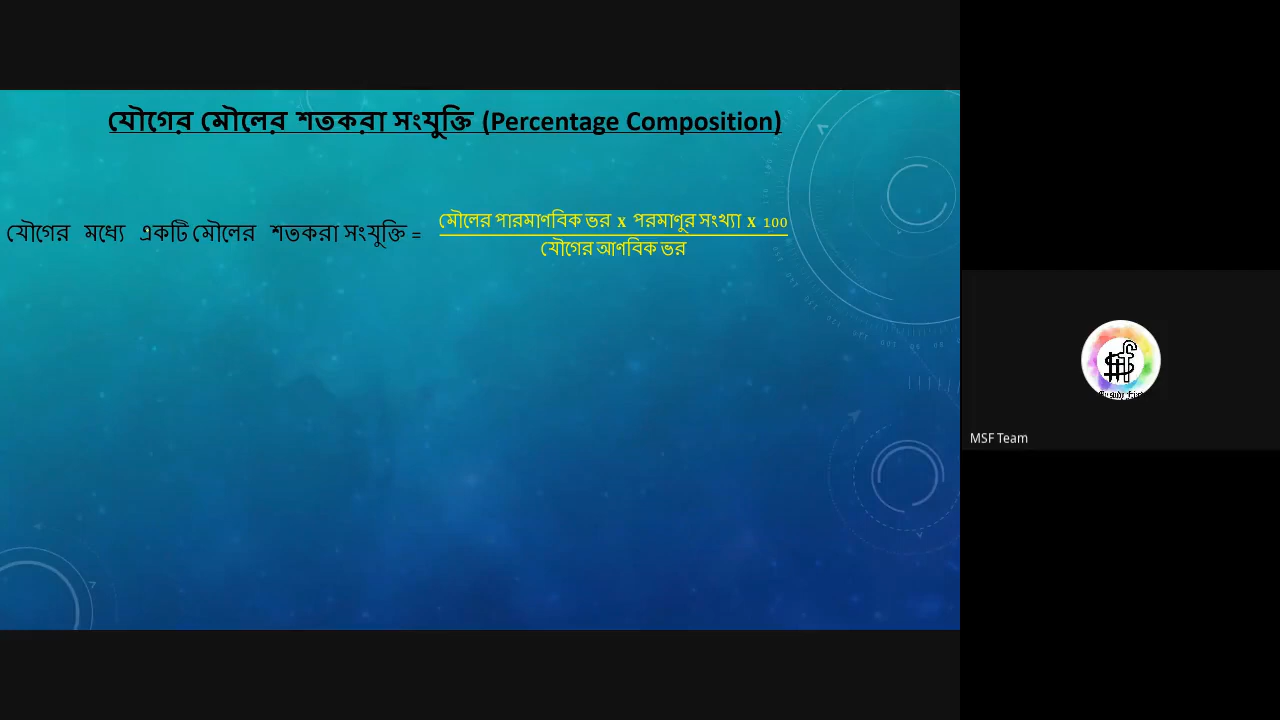 যৌগের মৌলের শতকরা সংযুক্তি (Percentage Composition)
যৌগের মধ্যে একটি মৌলের শতকরা সংযুক্তি = মৌলের পারমাণবিক ভর x পরমাণুর সংখ্যা x 100
যৌগের আণবিক ভর
MSF Team